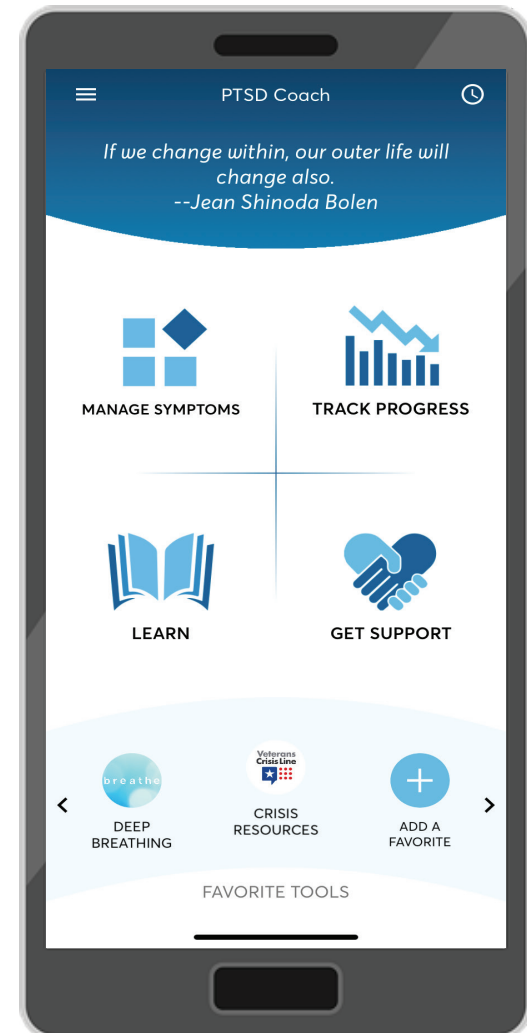 PTSD Coach
If we change within, our outer life will
change also.
--Jean Shinoda Bolen
MANAGE SYMPTOMS
TRACK PROGRESS
LEARN
GET SUPPORT
breathe
DEEP
BREATHING
Veterans
Crisis Line
CRISIS
RESOURCES
ADD A
FAVORITE
FAVORITE TOOLS